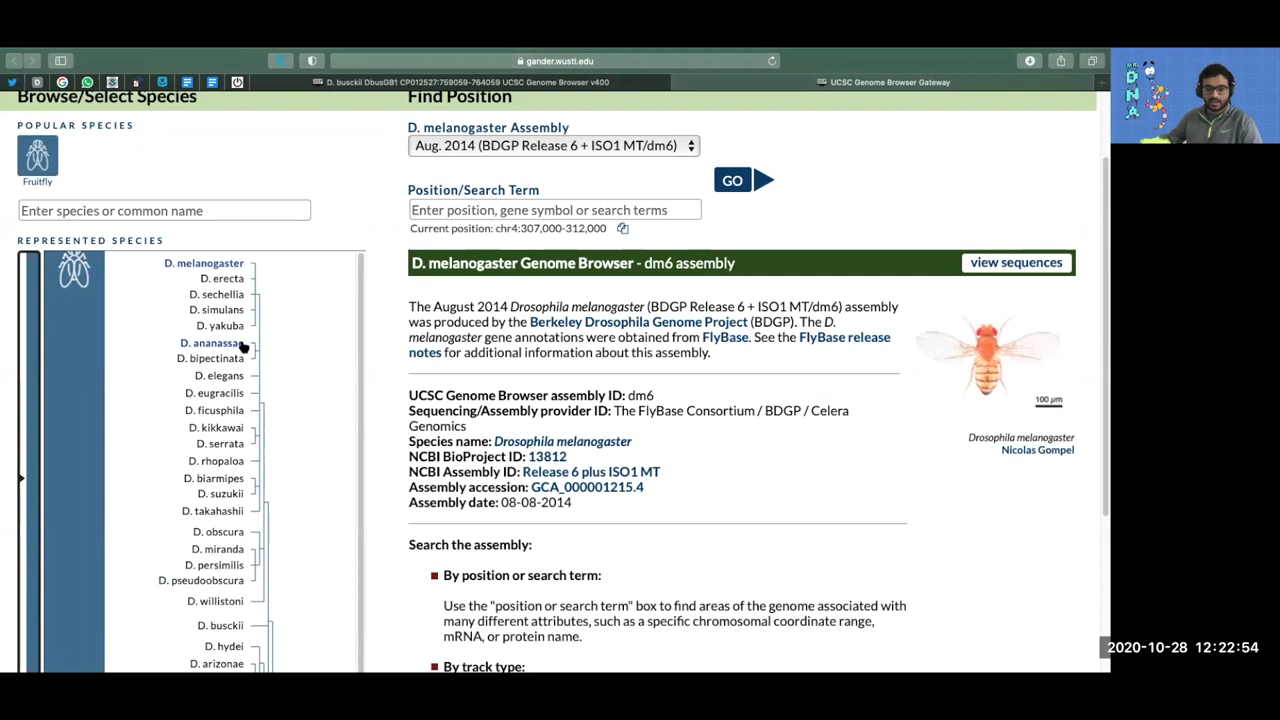 gander.wustl.edu
D. busckii DbusGB1 CP012527:759059-764059 UCSC Genome Browser v400
UCSC Genome Browser Gateway
Browse/Select Species
Find Position
POPULAR SPECIES
Fruitfly
Enter species or common name
REPRESENTED SPECIES
D. melanogaster
D. erecta
D. sechellia
D. simulans
D. yakuba
D. ananassae
D. bipectinata
D. elegans
D. eugracilis
D. ficusphila
D. kikkawai
D. serrata
D. rhopaloa
D. biarmipes
D. suzukii
D. takahashii
D. obscura
D. miranda
D. persimilis
D. pseudoobscura
D. willistoni
D. busckii
D. hydei
D. arizonae
D. melanogaster Assembly
Aug. 2014 (BDGP Release 6 + ISO1 MT/dm6)
GO
Position/Search Term
Enter position, gene symbol or search terms
Current position: chr4:307,000-312,000
D. melanogaster Genome Browser - dm6 assembly
view sequences
The August 2014 Drosophila melanogaster (BDGP Release 6 + ISO1 MT/dm6) assembly
was produced by the Berkeley Drosophila Genome Project (BDGP). The D.
melanogaster gene annotations were obtained from FlyBase. See the FlyBase release
notes for additional information about this assembly.
UCSC Genome Browser assembly ID: dm6
Sequencing/Assembly provider ID: The FlyBase Consortium / BDGP / Celera
Genomics
Species name: Drosophila melanogaster
NCBI BioProject ID: 13812
NCBI Assembly ID: Release 6 plus ISO1 MT
Assembly accession: GCA_000001215.4
Assembly date: 08-08-2014
100 µm
Drosophila melanogaster
Nicolas Gompel
Search the assembly:
By position or search term:
Use the "position or search term" box to find areas of the genome associated with
many different attributes, such as a specific chromosomal coordinate range,
mRNA, or protein name.
By track type:
DNA
2020-10-28 12:22:54